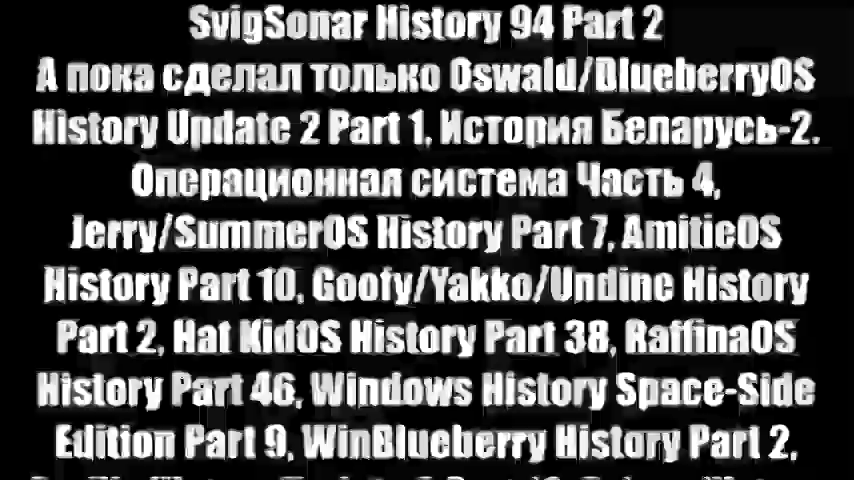 SvigSonar History 94 Part 2
А пока сделал только Oswald/BlueberryOS
History Update 2 Part 1, История Беларусь-2.
Операционная система Часть 4,
Jerry/SummerOS History Part 7, AmitieOS
History Part 10, Goofy/Yakko/Undine History
Part 2, Hat KidOS History Part 38, RaffinaOS
History Part 46, Windows History Space-Side
Edition Part 9, WinBlueberry History Part 2,